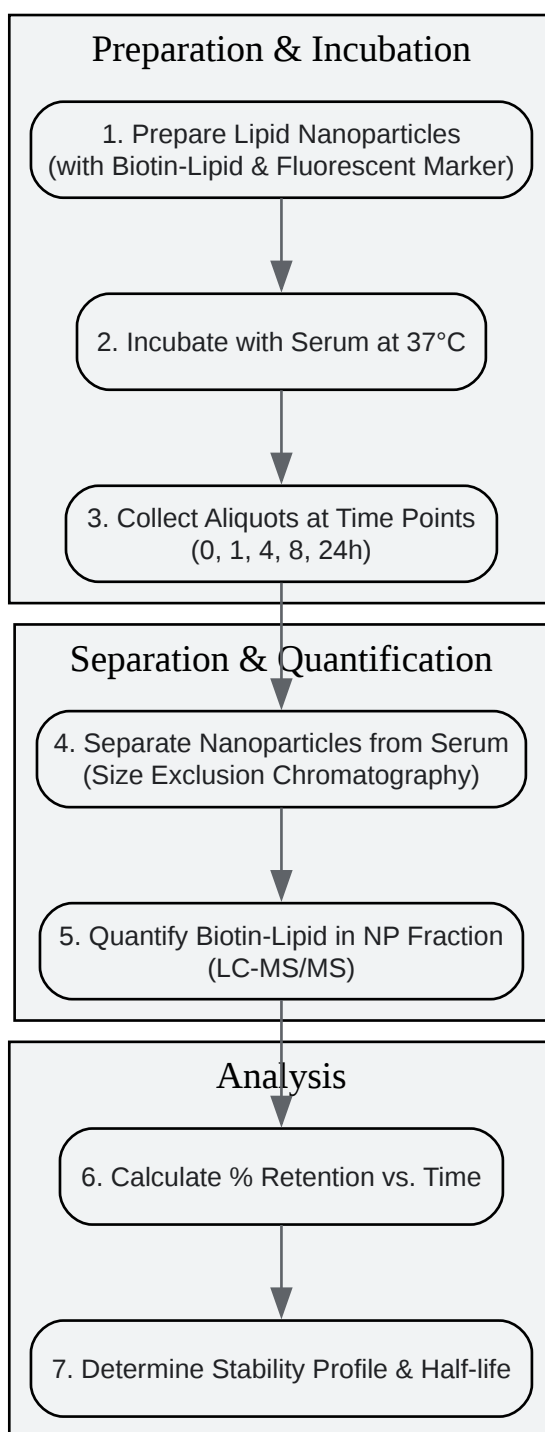 Preparation & Incubation
1. Prepare Lipid Nanoparticles
(with Biotin-Lipid & Fluorescent Marker)
2. Incubate with Serum at 37°C
3. Collect Aliquots at Time Points
(0, 1, 4, 8, 24h)
Separation & Quantification
4. Separate Nanoparticles from Serum
(Size Exclusion Chromatography)
5. Quantify Biotin-Lipid in NP Fraction
(LC-MS/MS)
Analysis
6. Calculate % Retention vs. Time
7. Determine Stability Profile & Half-life